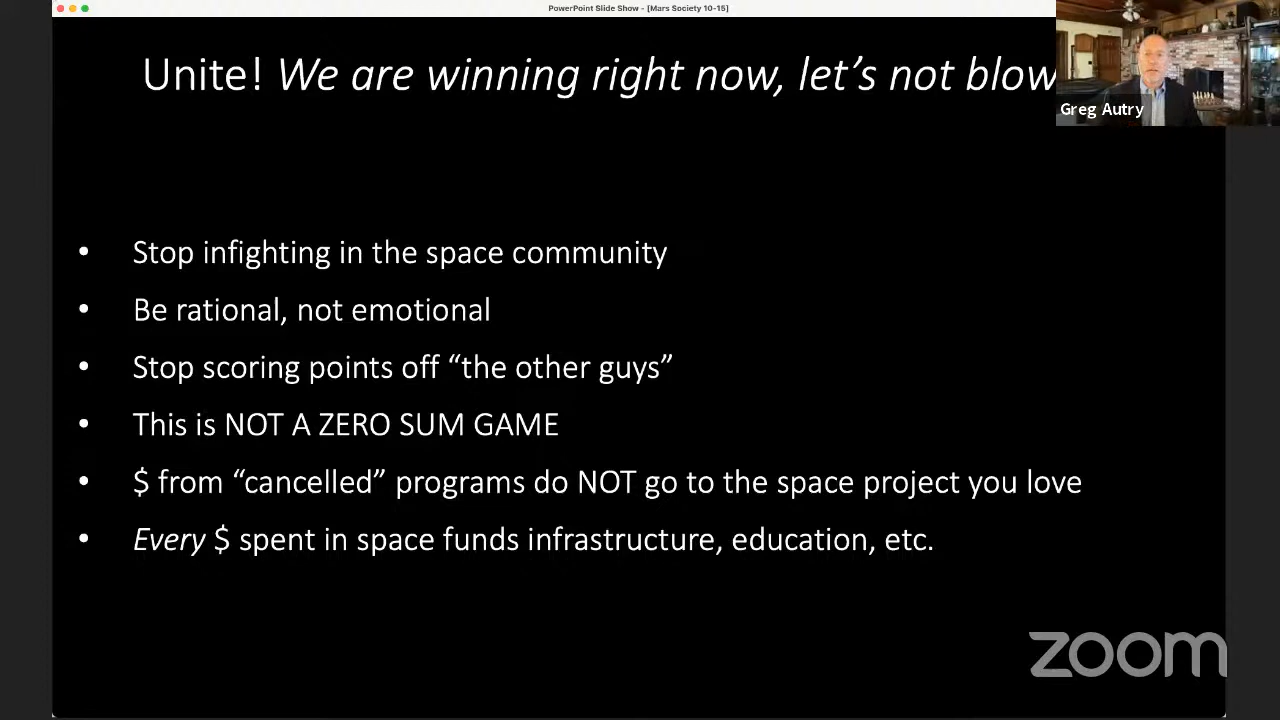 PowerPoint Slide Show - [Mars Society 10-15]
Unite! We are winning right now, let’s not blow
Greg Autry
• Stop infighting in the space community
• Be rational, not emotional
• Stop scoring points off “the other guys”
• This is NOT A ZERO SUM GAME
• $ from “cancelled” programs do NOT go to the space project you love
• Every $ spent in space funds infrastructure, education, etc.
zoom